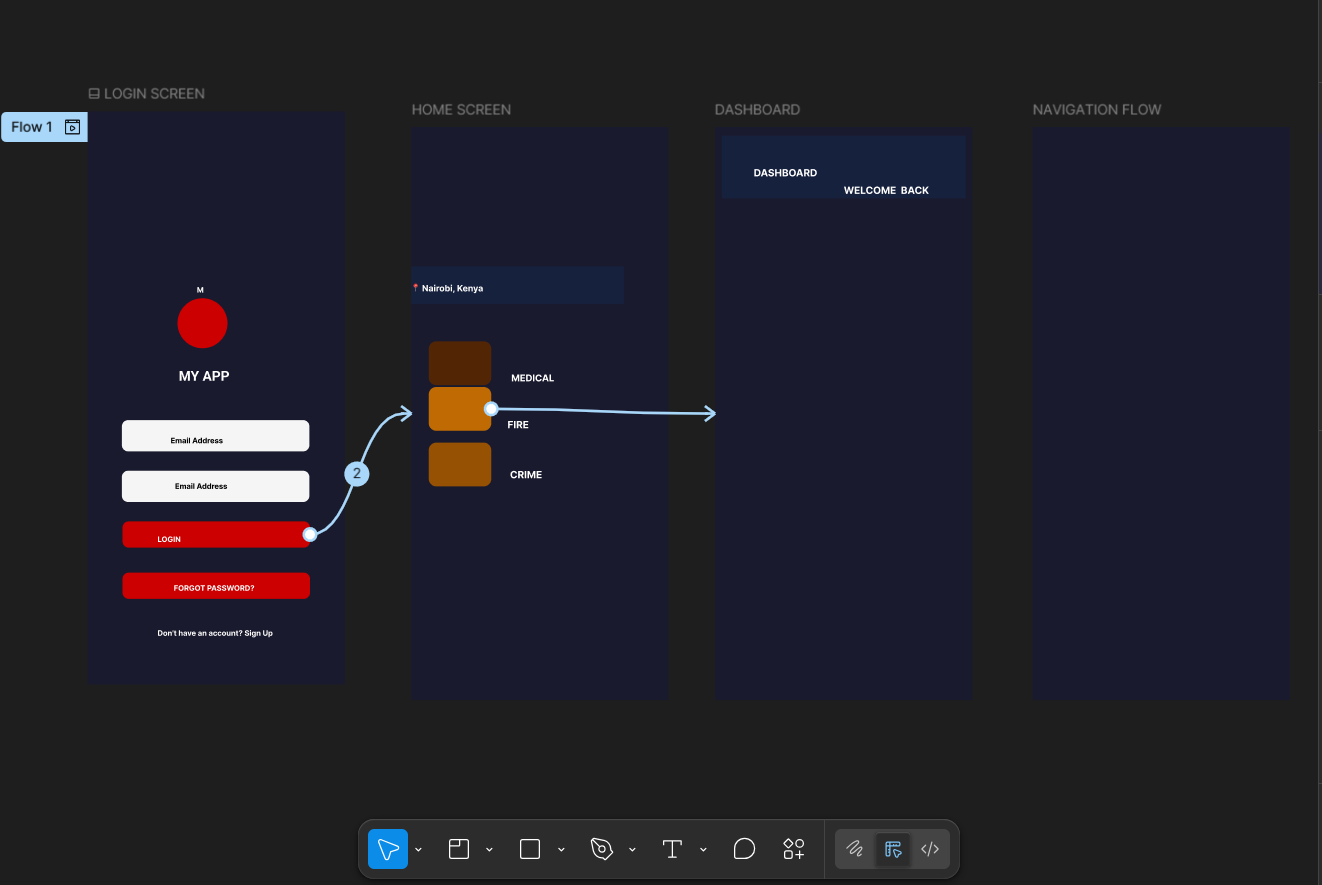 LOGIN SCREEN
HOME SCREEN
DASHBOARD
NAVIGATION FLOW
Flow 1
M
MY APP
Email Address
Email Address
LOGIN
FORGOT PASSWORD?
Don't have an account? Sign Up
2
Nairobi, Kenya
MEDICAL
FIRE
CRIME
DASHBOARD
WELCOME BACK